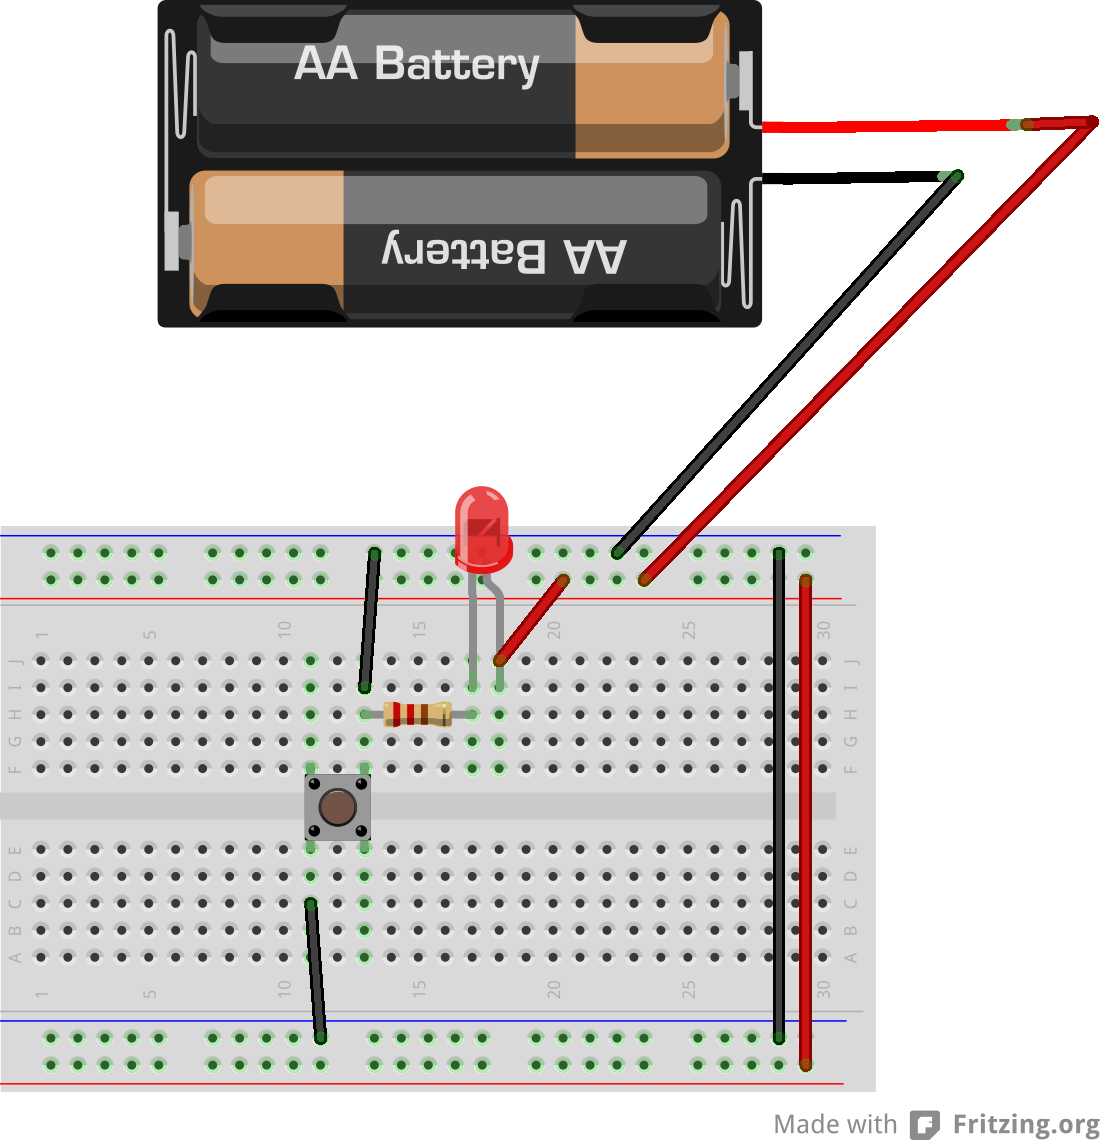 AA Battery
AA Battery
1 5 10 15 20 25 30
J J
I I
H H
G G
F F
E E
D D
C C
B B
A A
1 5 10 15 20 25 30
Made with Fritzing.org